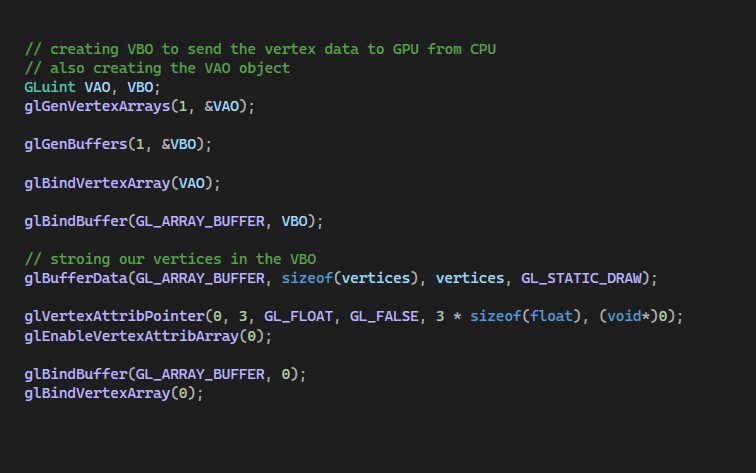 // creating VBO to send the vertex data to GPU from CPU
// also creating the VAO object
GLuint VAO, VBO;
glGenVertexArrays(1, &VAO);
glGenBuffers(1, &VBO);
glBindVertexArray(VAO);
glBindBuffer(GL_ARRAY_BUFFER, VBO);
// stroing our vertices in the VBO
glBufferData(GL_ARRAY_BUFFER, sizeof(vertices), vertices, GL_STATIC_DRAW);
glVertexAttribPointer(0, 3, GL_FLOAT, GL_FALSE, 3 * sizeof(float), (void*)0);
glEnableVertexAttribArray(0);
glBindBuffer(GL_ARRAY_BUFFER, 0);
glBindVertexArray(0);